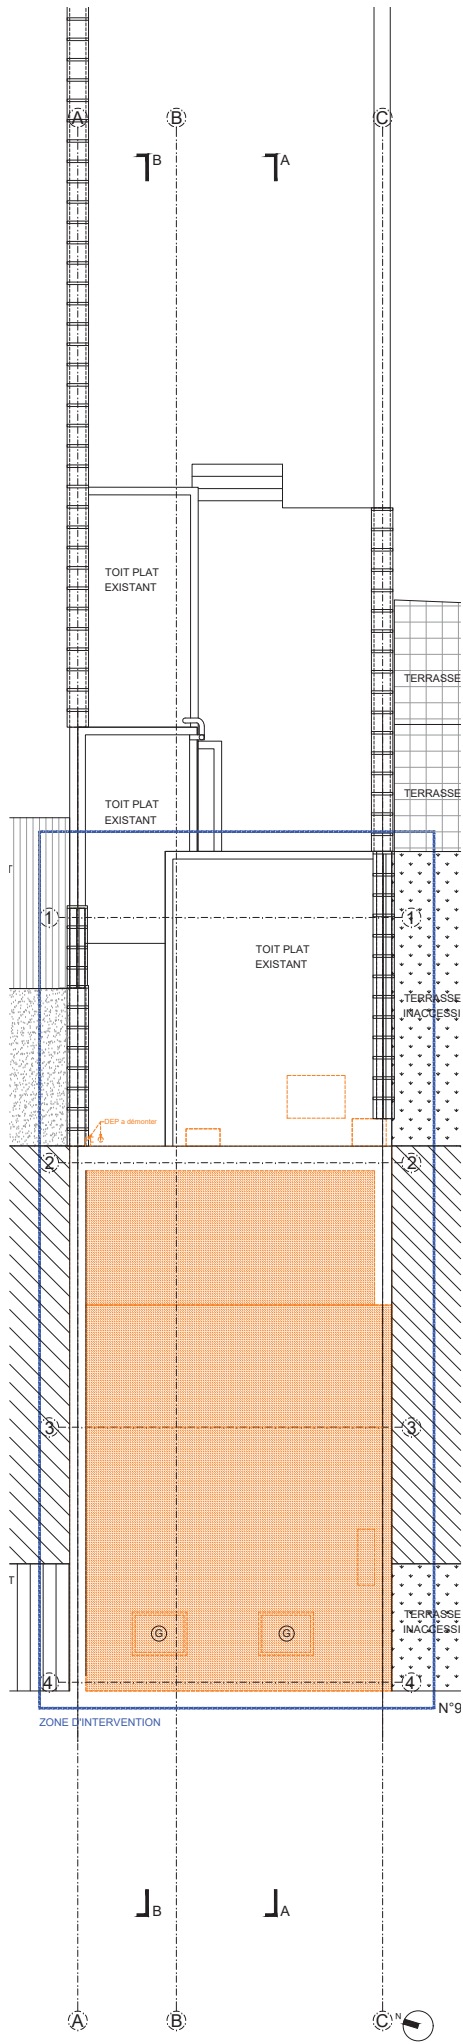 A
B
C
B
A
TOIT PLAT
EXISTANT
TERRASSE
TOIT PLAT
EXISTANT
TERRASSE
T
1
1
TOIT PLAT
EXISTANT
TERRASSE
INACCESSI
DEP a démonter
2
2
3
3
T
TERRASSE
INACCESSI
G
G
4
4
N°9
ZONE D'INTERVENTION
B
A
A
B
C
N